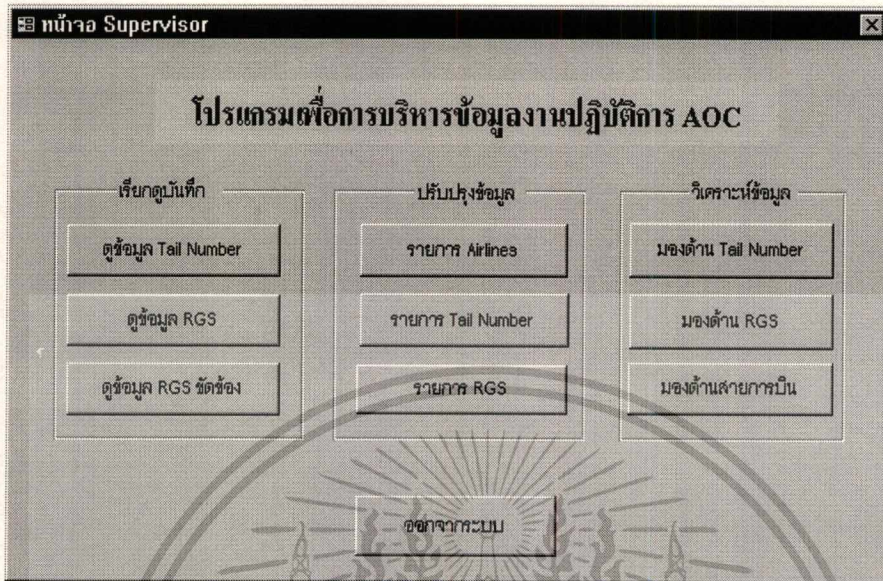 หน้าจอ Supervisor
โปรแกรมเพื่อการบริหารข้อมูลงานปฏิบัติการ AOC
เรียกดูบันทึก
ดูข้อมูล Tail Number
ดูข้อมูล RGS
ดูข้อมูล RGS ขัดข้อง
ปรับปรุงข้อมูล
รายการ Airlines
รายการ Tail Number
รายการ RGS
วิเคราะห์ข้อมูล
มองด้าน Tail Number
มองด้าน RGS
มองด้านสายการบิน
ออกจากระบบ